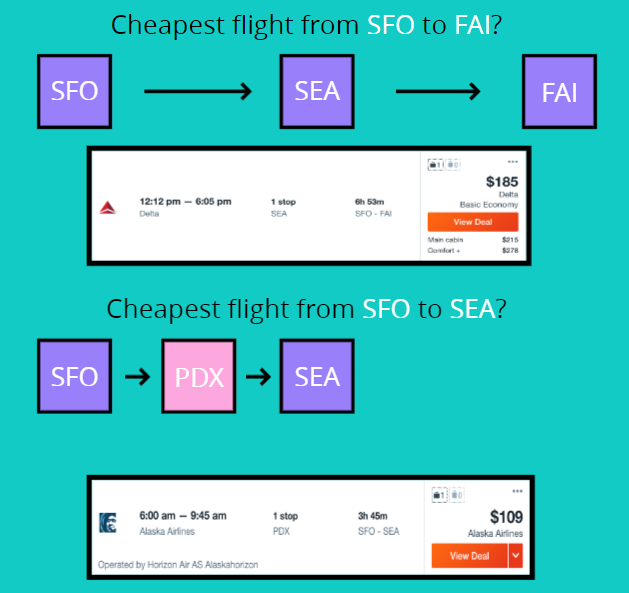 Cheapest flight from SFO to FAI?
SFO
SEA
FAI
12:12 pm — 6:05 pm
Delta
1 stop
SEA
6h 53m
SFO - FAI
1
0
$185
Delta
Basic Economy
View Deal
Main cabin $215
Comfort + $278
Cheapest flight from SFO to SEA?
SFO
PDX
SEA
6:00 am — 9:45 am
Alaska Airlines
1 stop
PDX
3h 45m
SFO - SEA
Operated by Horizon Air AS Alaskahorizon
1
0
$109
Alaska Airlines
View Deal